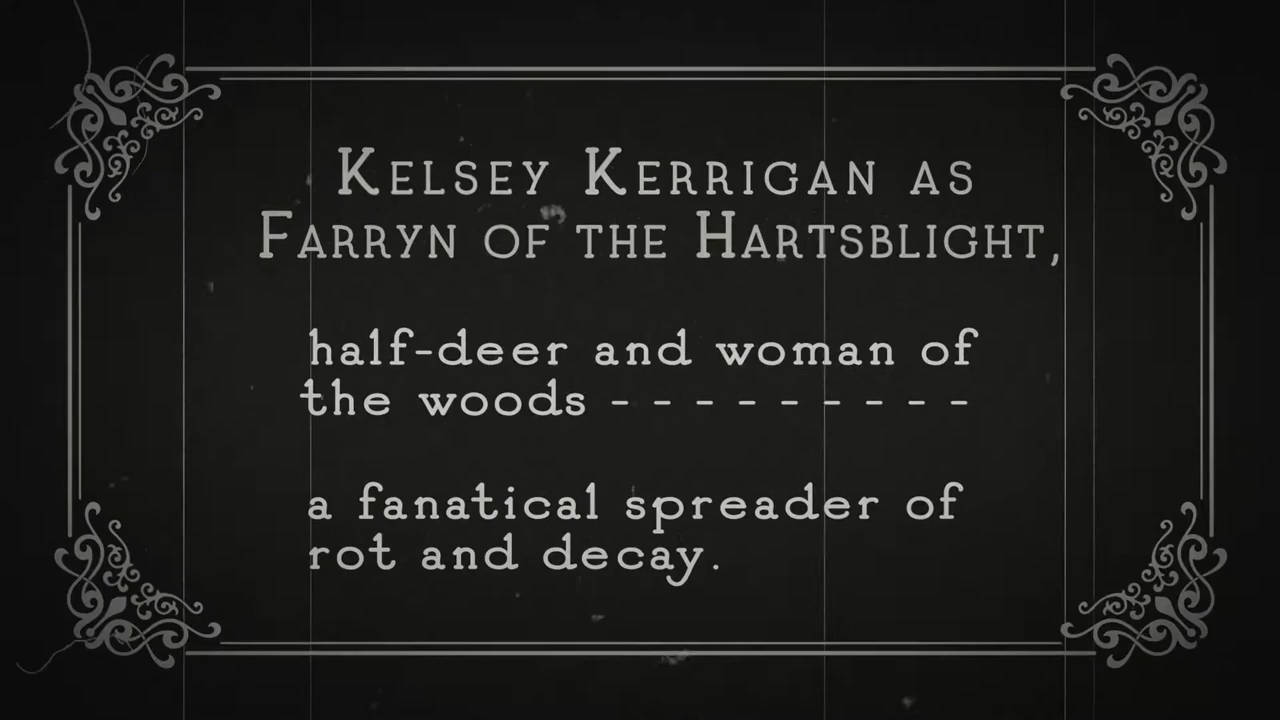 Kelsey Kerrigan as
Farryn of the Hartsblight,
half-deer and woman of
the woods - - - - - - - - -
a fanatical spreader of
rot and decay.